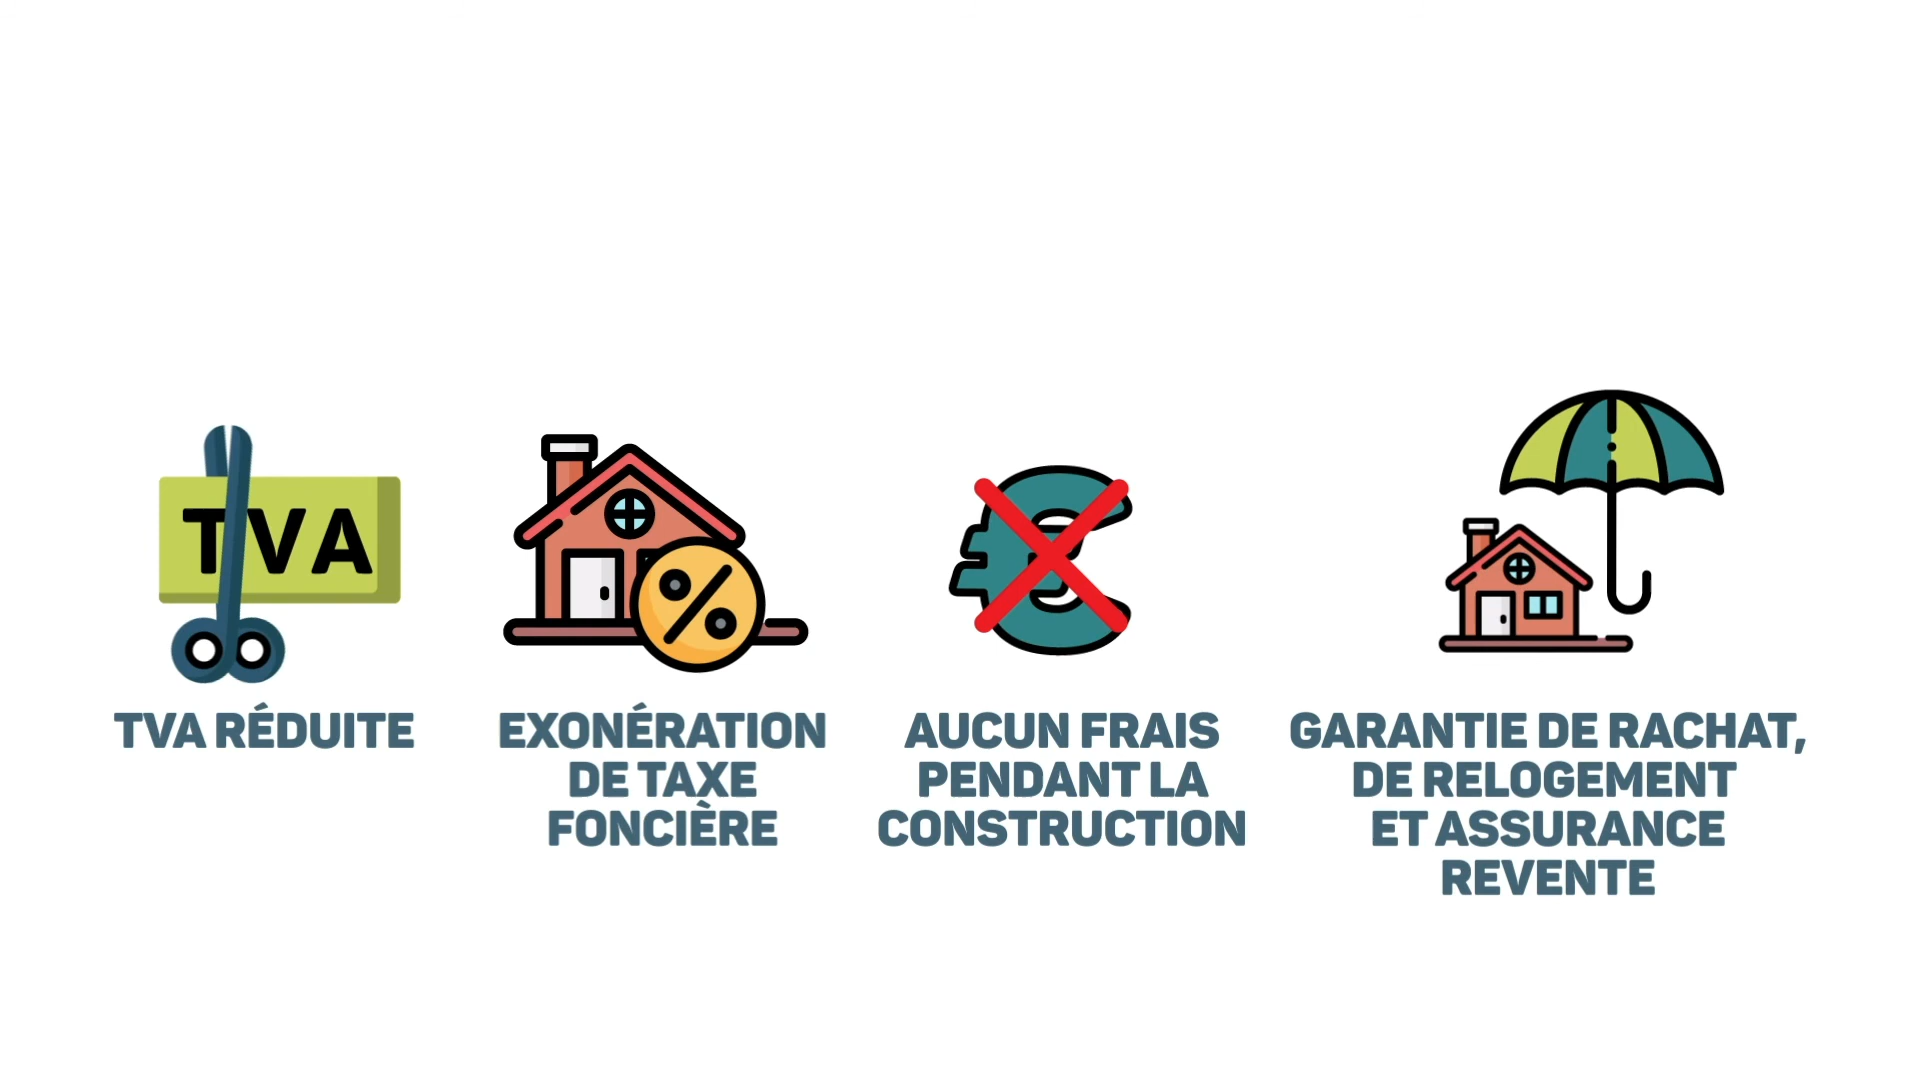 TVA
TVA RÉDUITE
EXONÉRATION
DE TAXE
FONCIÈRE
AUCUN FRAIS
PENDANT LA
CONSTRUCTION
GARANTIE DE RACHAT,
DE RELOGEMENT
ET ASSURANCE
REVENTE